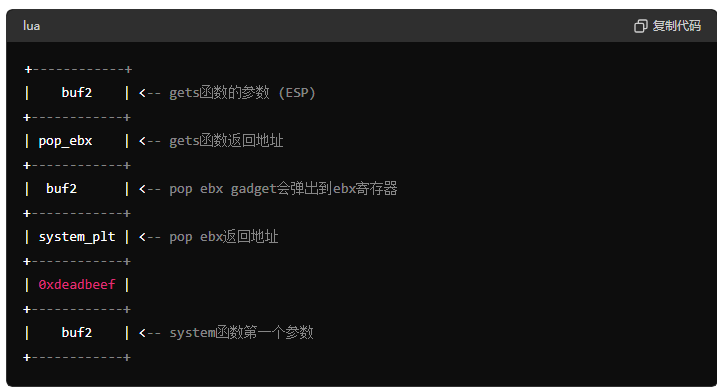 lua 复制代码
+------------+
|    buf2    | <-- gets函数的参数 (ESP)
+------------+
| pop_ebx    | <-- gets函数返回地址
+------------+
|  buf2      | <-- pop ebx gadget会弹出到ebx寄存器
+------------+
| system_plt | <-- pop ebx返回地址
+------------+
| 0xdeadbeef |
+------------+
|    buf2    | <-- system函数第一个参数
+------------+